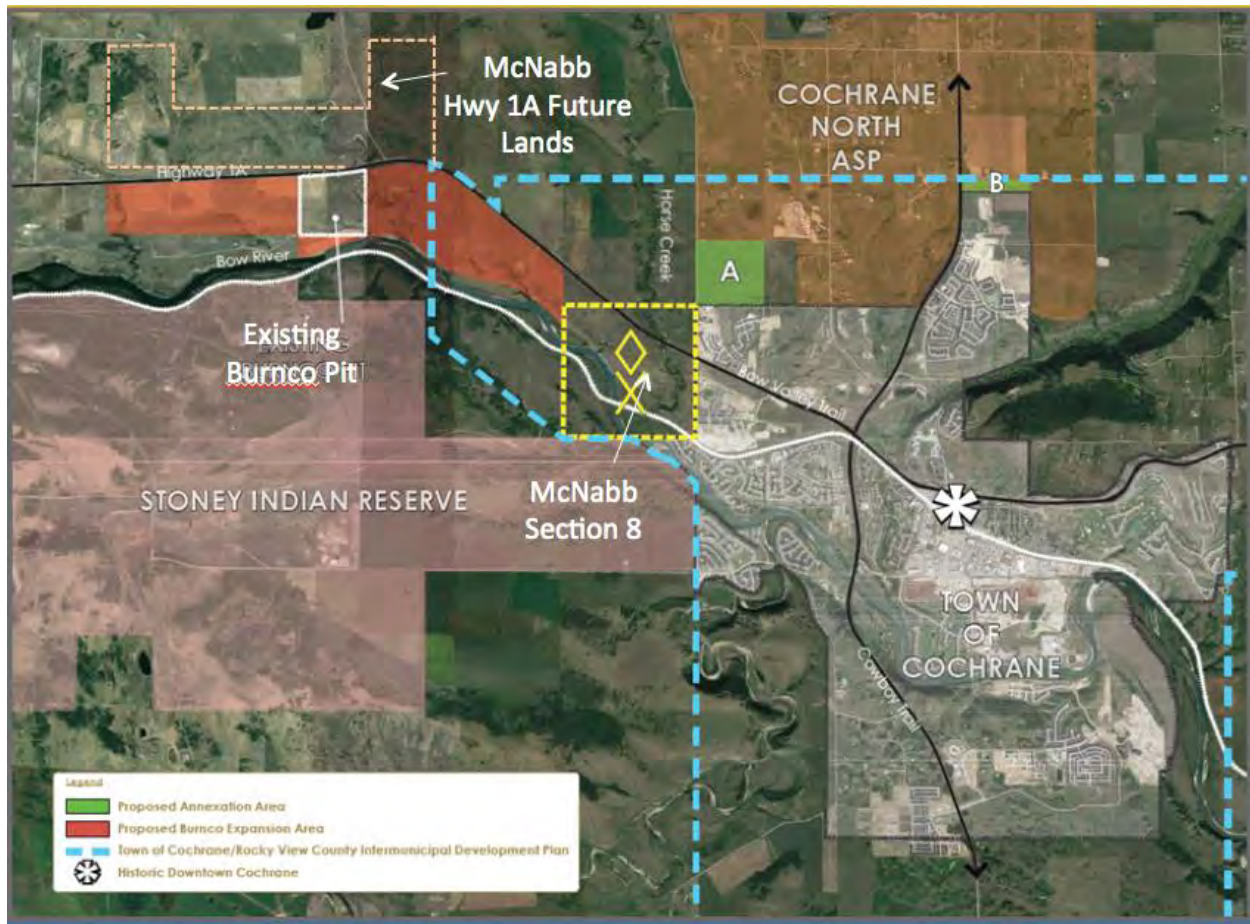 McNabb
Hwy 1A Future
Lands
COCHRANE
NORTH
ASP
Highway 1A
B
Horse Creek
A
Bow River
Existing
Burnco Pit
Bow Valley Trail
STONEY INDIAN RESERVE
McNabb
Section 8
TOWN
OF
COCHRANE
Cowboy Trail
Legend
Proposed Annexation Area
Proposed Burnco Expansion Area
Town of Cochrane/Rocky View County Intermunicipal Development Plan
Historic Downtown Cochrane